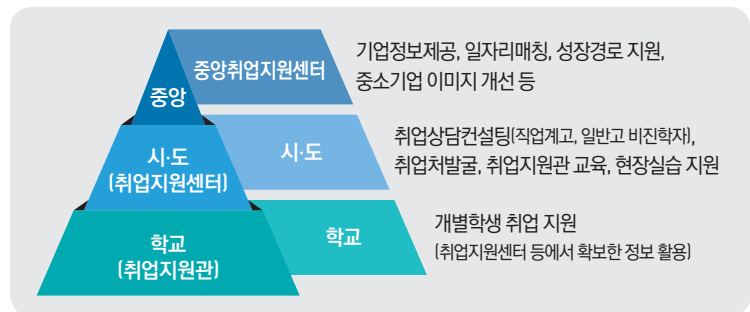 중앙
중앙취업지원센터
기업정보제공, 일자리매칭, 성장경로 지원,
중소기업 이미지 개선 등
시·도
(취업지원센터)
시·도
취업상담컨설팅(직업계고, 일반고 비진학자),
취업처발굴, 취업지원관 교육, 현장실습 지원
학교
(취업지원관)
학교
개별학생 취업 지원
(취업지원센터 등에서 확보한 정보 활용)